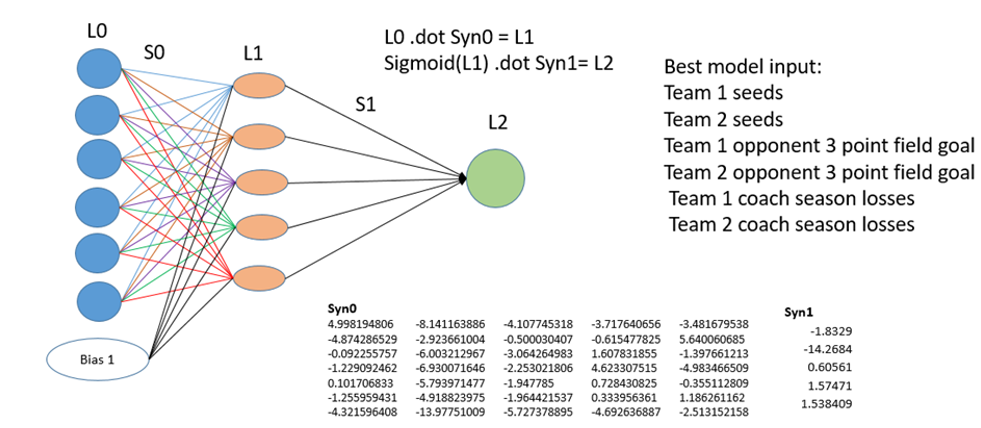 L0
S0
L1
L0 .dot Syn0 = L1
Sigmoid(L1) .dot Syn1= L2
S1
L2
Best model input:
Team 1 seeds
Team 2 seeds
Team 1 opponent 3 point field goal
Team 2 opponent 3 point field goal
Team 1 coach season losses
Team 2 coach season losses
Bias 1
Syn0
4.998194806 -8.141163886 -4.107745318 -3.717640656 -3.481679538
-4.874286529 -2.923661004 -0.500030407 -0.615477825 5.640060685
-0.092255757 -6.003212967 -3.064264983 1.607831855 -1.397661213
-1.229092462 -6.930071646 -2.253021806 4.623307515 -4.983466509
0.101706833 -5.793971477 -1.947785 0.728430825 -0.355112809
-1.255959431 -4.918823975 -1.964421537 0.333956361 1.186261162
-4.321596408 -13.97751009 -5.727378895 -4.692636887 -2.513152158
Syn1
-1.8329
-14.2684
0.60561
1.57471
1.538409